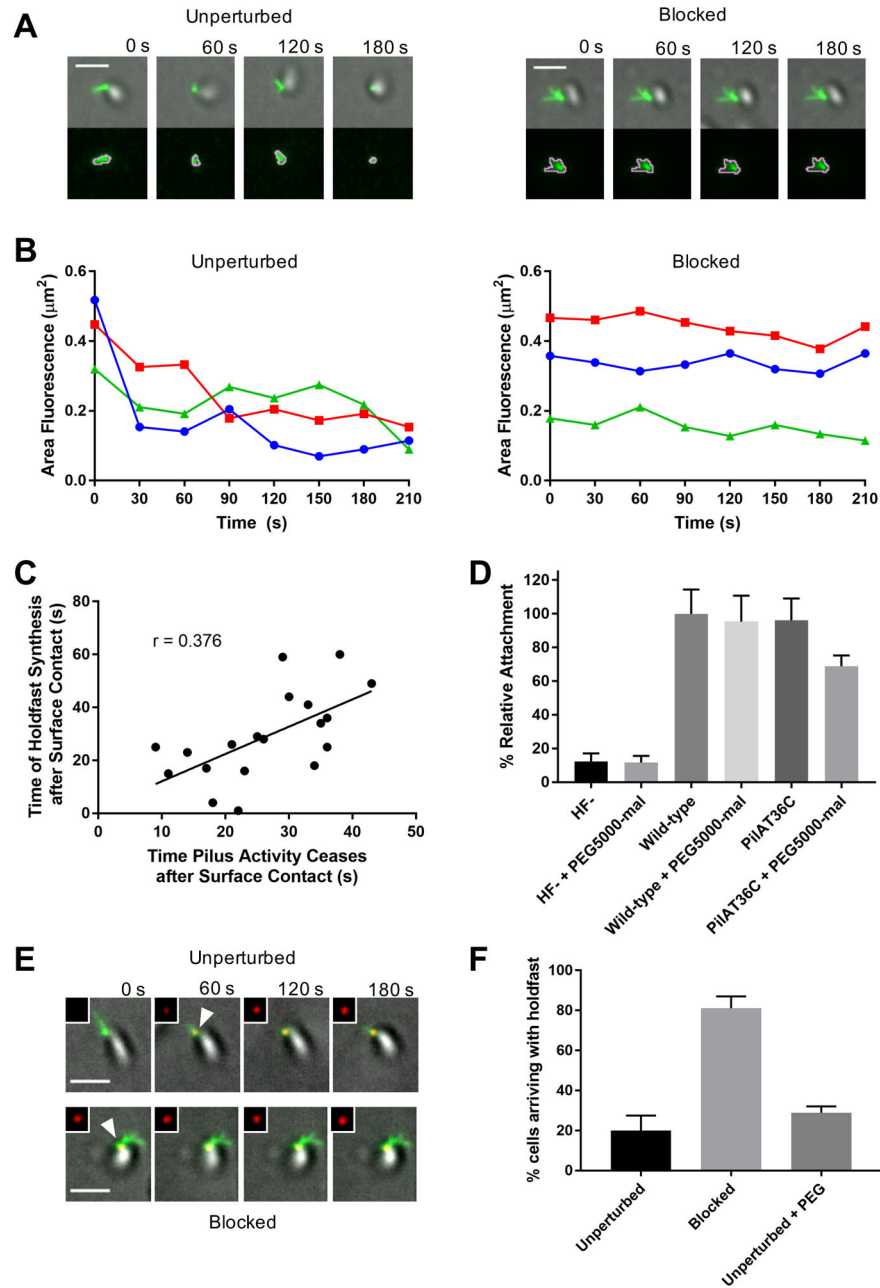 A
Unperturbed
0 s 60 s 120 s 180 s
Blocked
0 s 60 s 120 s 180 s
B
Unperturbed
Area Fluorescence (μm²)
0.6
0.4
0.2
0.0
0 30 60 90 120 150 180 210
Time (s)
Blocked
Area Fluorescence (μm²)
0.6
0.4
0.2
0.0
0 30 60 90 120 150 180 210
Time (s)
C
Time of Holdfast Synthesis
after Surface Contact (s)
80
60
40
20
0
r = 0.376
0 10 20 30 40 50
Time Pilus Activity Ceases
after Surface Contact (s)
D
% Relative Attachment
120
100
80
60
40
20
0
HF-
HF- + PEG5000-mal
Wild-type
Wild-type + PEG5000-mal
PilAT36C
PilAT36C + PEG5000-mal
E
Unperturbed
0 s 60 s 120 s 180 s
Blocked
F
% cells arriving with holdfast
100
80
60
40
20
0
Unperturbed
Blocked
Unperturbed + PEG